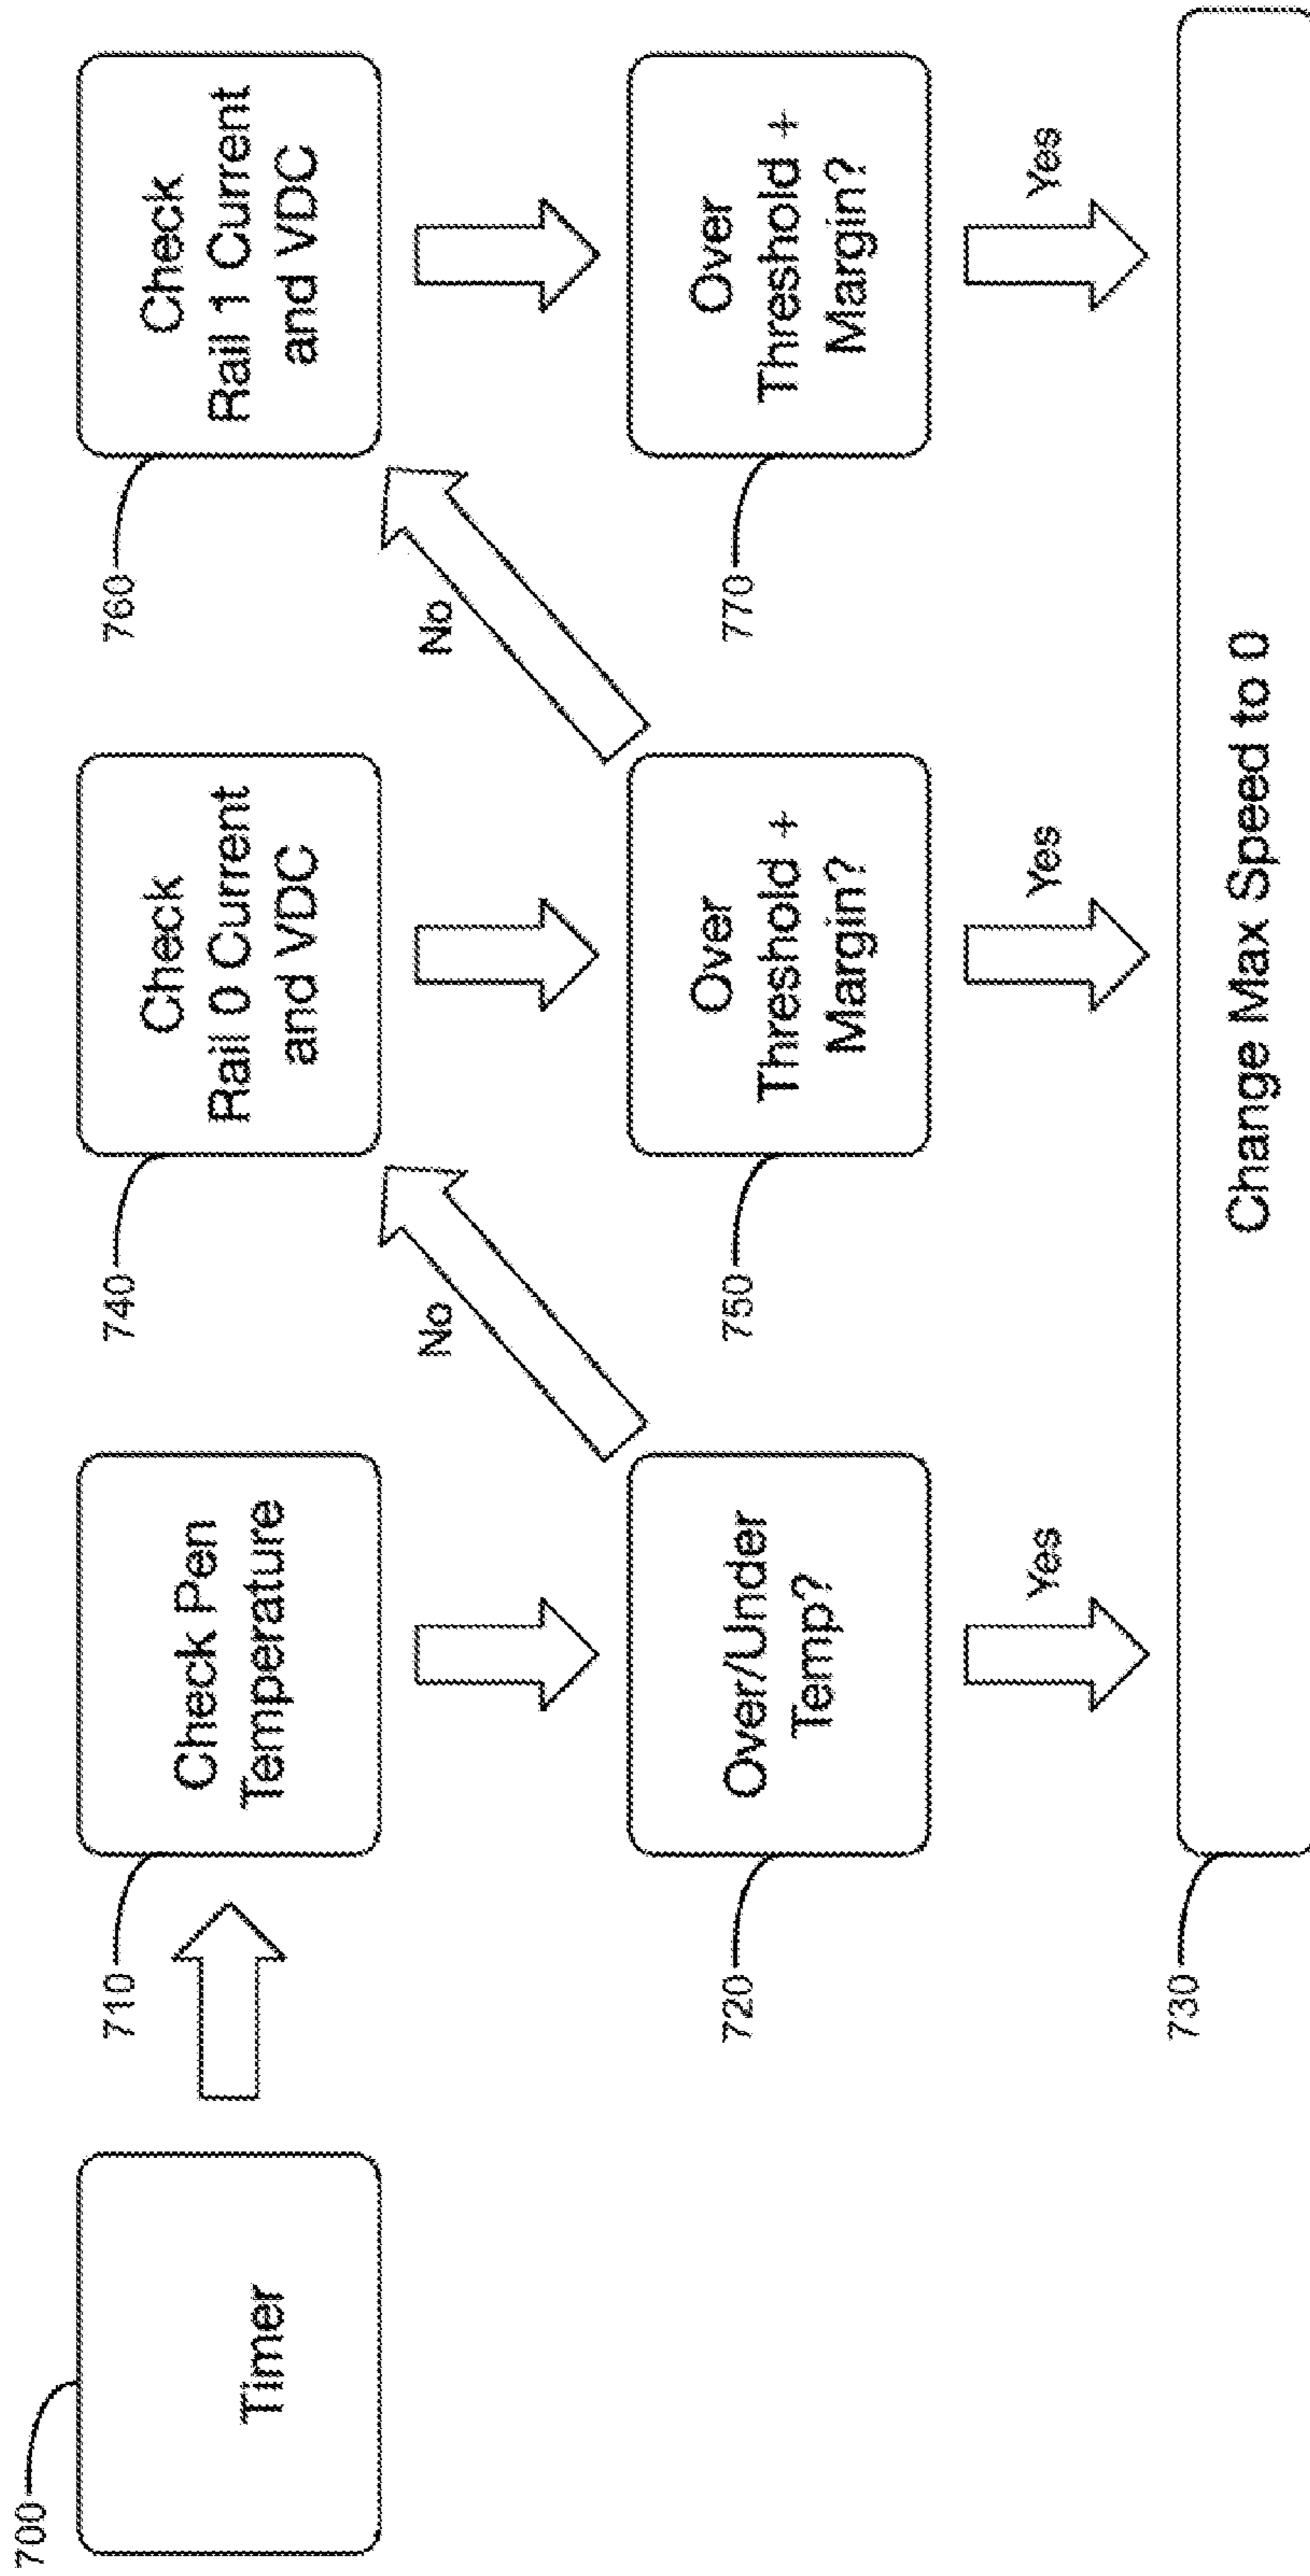 700
Timer
710
Check Pen
Temperature
720
Over/Under
Temp?
Yes
No
740
Check
Rail 0 Current
and VDC
750
Over
Threshold +
Margin?
Yes
No
760
Check
Rail 1 Current
and VDC
770
Over
Threshold +
Margin?
Yes
730
Change Max Speed to 0